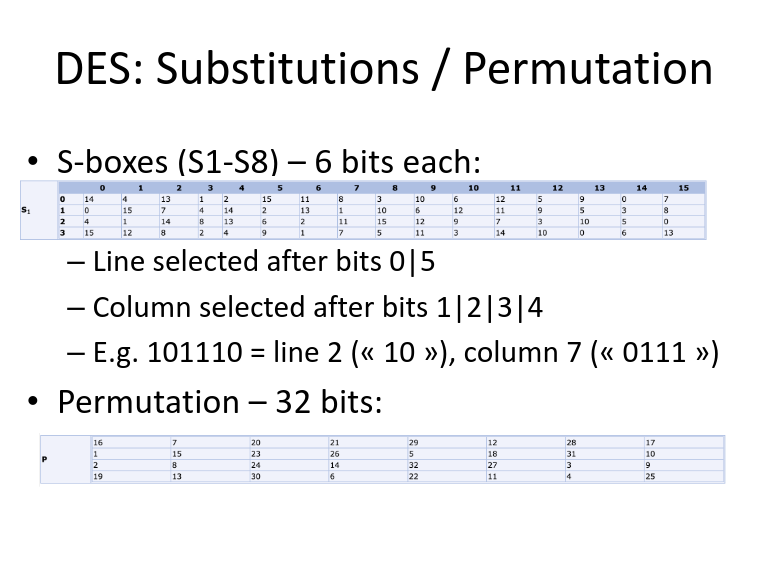 DES: Substitutions / Permutation
• S-boxes (S1-S8) – 6 bits each:
0 1 2 3 4 5 6 7 8 9 10 11 12 13 14 15
S1
0 14 4 13 1 2 15 11 8 3 10 6 12 5 9 0 7
1 0 15 7 4 14 2 13 1 10 6 12 11 9 5 3 8
2 4 1 14 8 13 6 2 11 15 12 9 7 3 10 5 0
3 15 12 8 2 4 9 1 7 5 11 3 14 10 0 6 13
– Line selected after bits 0|5
– Column selected after bits 1|2|3|4
– E.g. 101110 = line 2 (« 10 »), column 7 (« 0111 »)
• Permutation – 32 bits:
P
16 7 20 21 29 12 28 17
1 15 23 26 5 18 31 10
2 8 24 14 32 27 3 9
19 13 30 6 22 11 4 25